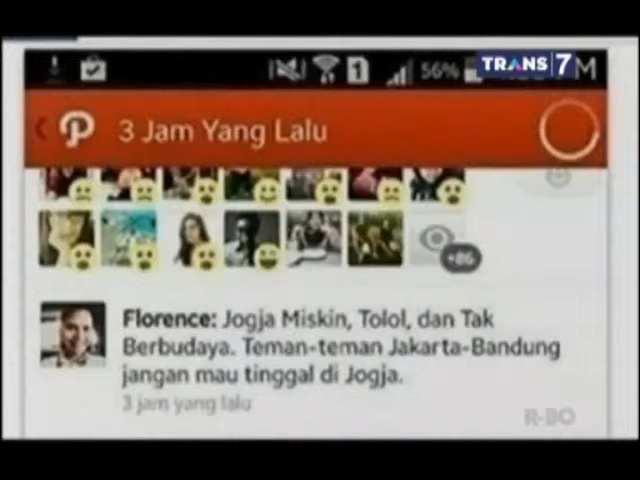 56%
TRANS 7
M
3 Jam Yang Lalu
+86
Florence: Jogja Miskin, Tolol, dan Tak
Berbudaya. Teman-teman Jakarta-Bandung
jangan mau tinggal di Jogja.
3 jam yang lalu
R-BO